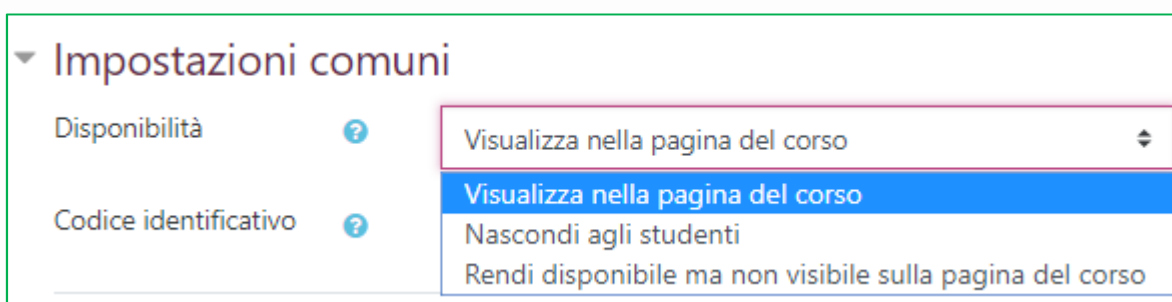 Impostazioni comuni
Disponibilità
?
Visualizza nella pagina del corso
Visualizza nella pagina del corso
Codice identificativo
?
Nascondi agli studenti
Rendi disponibile ma non visibile sulla pagina del corso